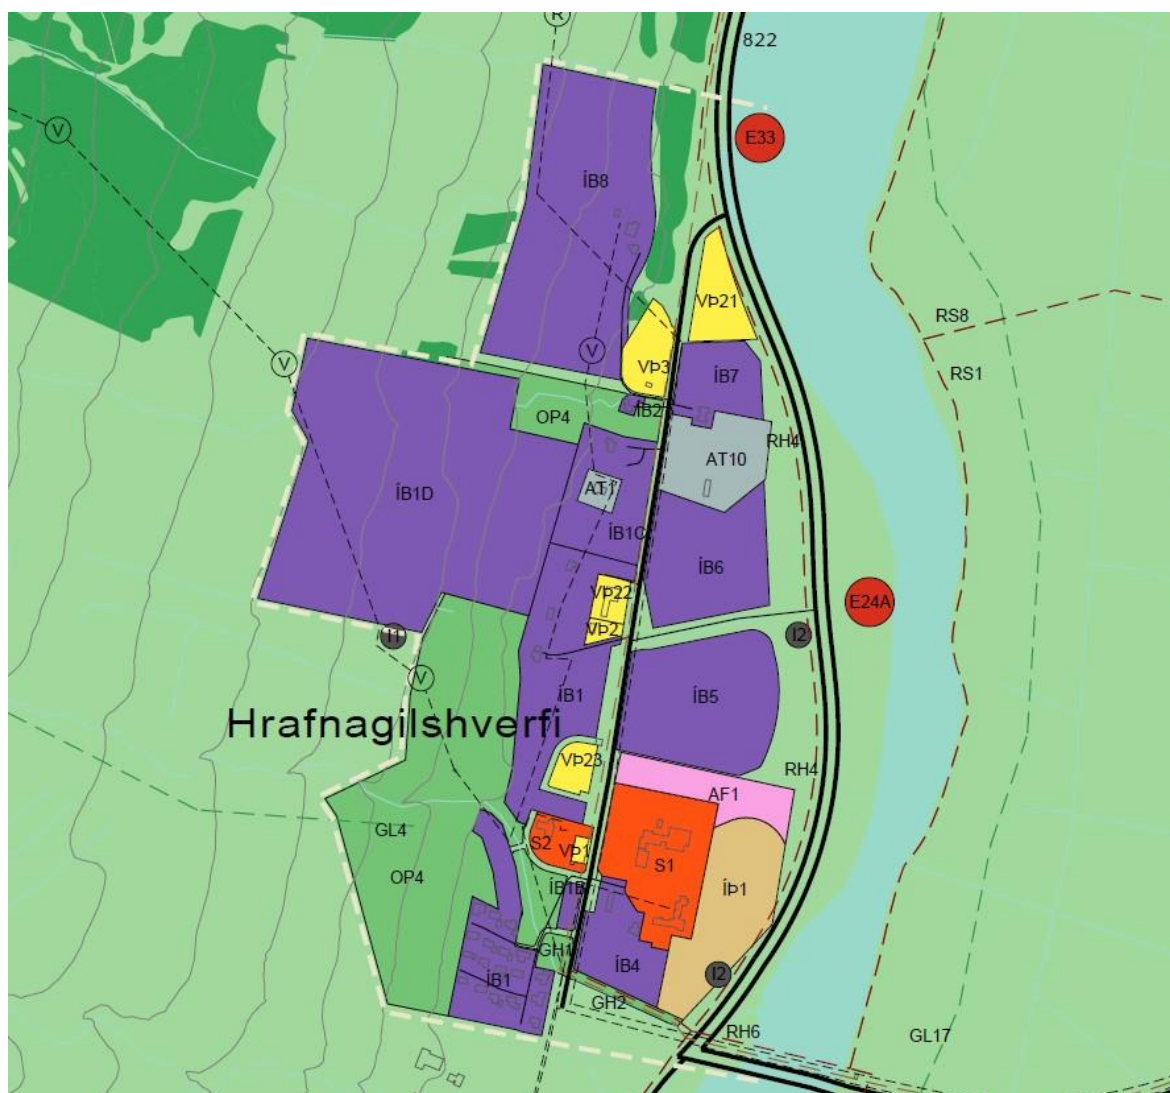 R
822
E33
V
ÍB8
VÞ21
RS8
V
V
VÞ3
RS1
ÍB7
ÍB2
OP4
RH4
AT10
AT1
ÍB1D
ÍB1C
ÍB6
VÞ22
E24A
VÞ2
I1
I2
V
ÍB1
ÍB5
Hrafnagilshverfi
VÞ23
RH4
AF1
GL4
S2
VÞ1
S1
OP4
ÍB1B
ÍÞ1
GH1
ÍB4
I2
ÍB1
GH2
RH6
GL17